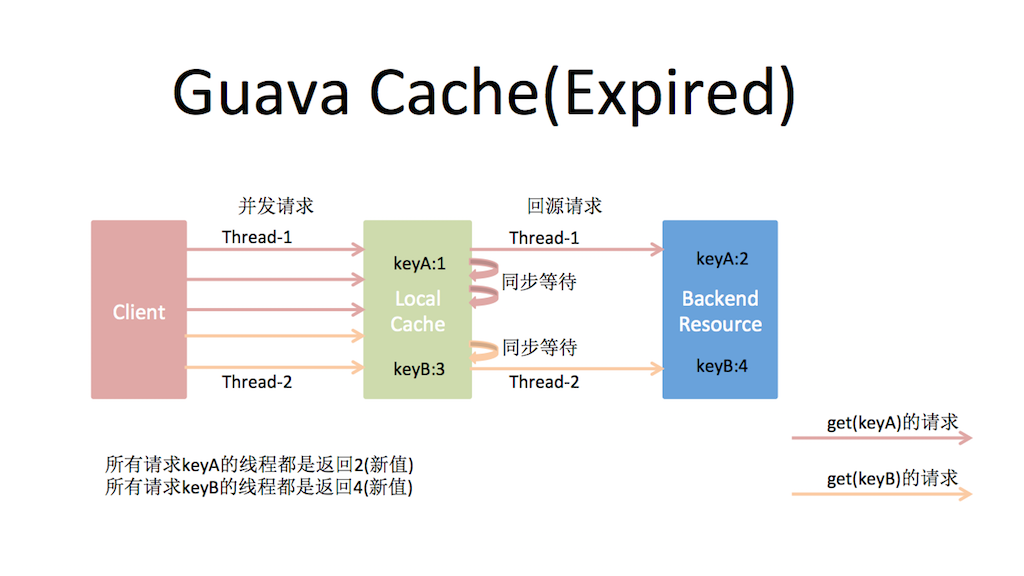 Guava Cache(Expired)
并发请求
回源请求
Thread-1
Thread-1
keyA:1
keyA:2
同步等待
Client
Local
Cache
Backend
Resource
同步等待
keyB:3
keyB:4
Thread-2
Thread-2
get(keyA)的请求
所有请求keyA的线程都是返回2(新值)
所有请求keyB的线程都是返回4(新值)
get(keyB)的请求